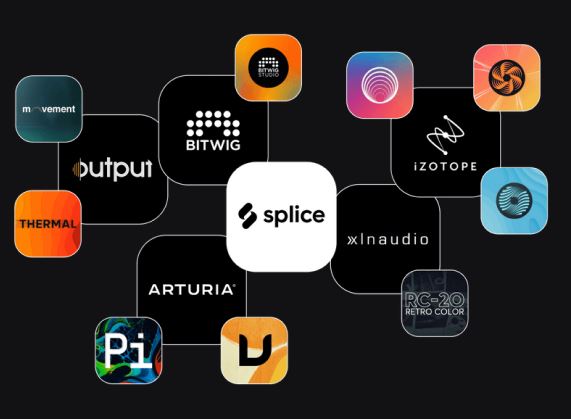 BITWIG
STUDIO
movement
BITWIG
output
iZOTOPE
THERMAL
splice
xlnaudio
ARTURIA®
RC-20
RETRO COLOR
Pi